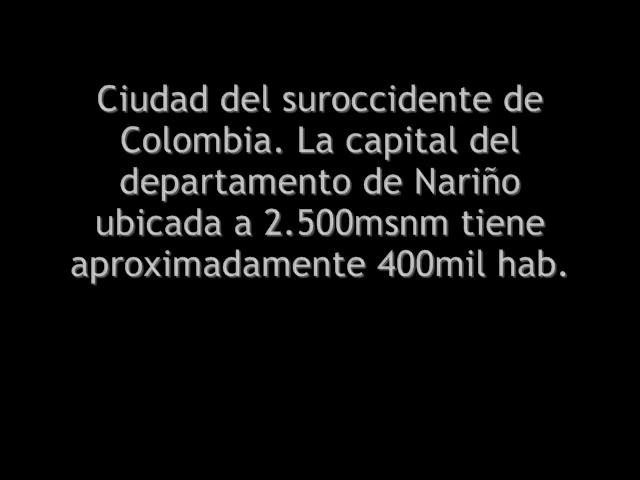 Ciudad del suroccidente de
Colombia. La capital del
departamento de Nariño
ubicada a 2.500msnm tiene
aproximadamente 400mil hab.